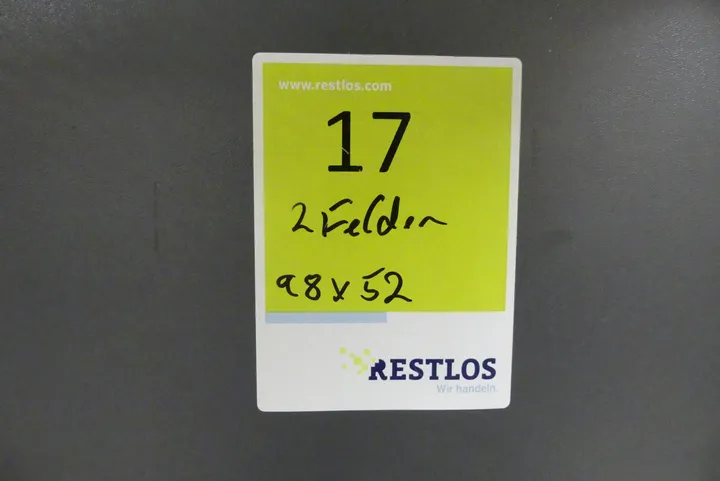 www.restlos.com
17
2 Felder
98 x 52
RESTLOS
Wir handeln.